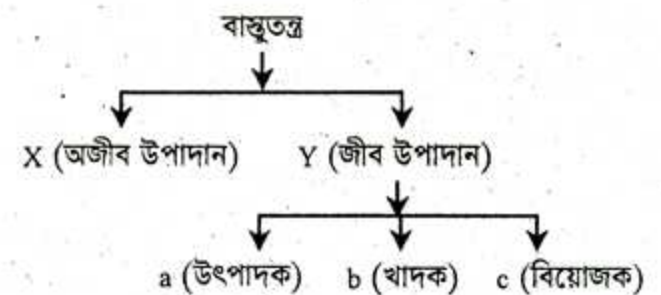 বাস্তুতন্ত্র
X (অজীব উপাদান) Y (জীব উপাদান)
a (উৎপাদক) b (খাদক) c (বিয়োজক)